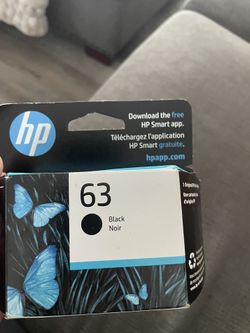 Download the free
HP Smart app.
Téléchargez l'application
HP Smart gratuite.
hpapp.com
hp
63
Black
Noir